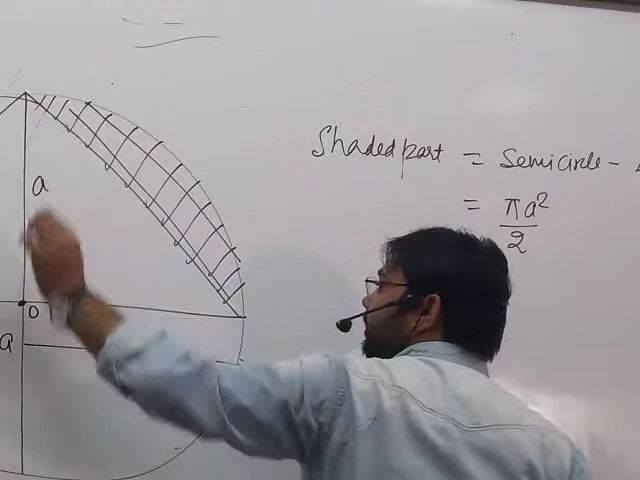 Shaded part = Semicircle -
= πa²/2
a
o
a